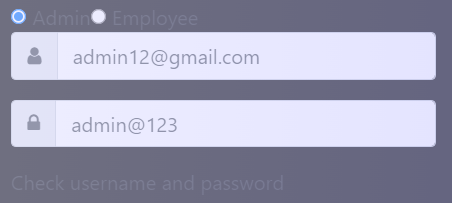 Admin Employee
admin12@gmail.com
admin@123
Check username and password